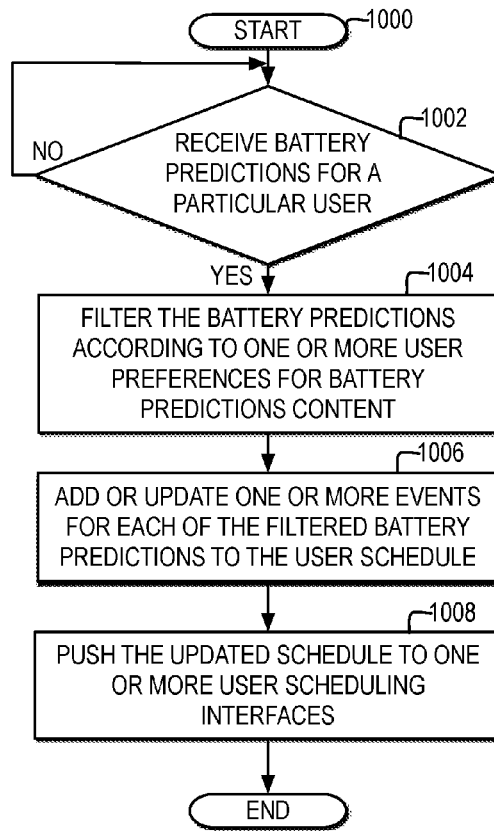 START
1000
1002
RECEIVE BATTERY
PREDICTIONS FOR A
PARTICULAR USER
NO
YES
1004
FILTER THE BATTERY PREDICTIONS
ACCORDING TO ONE OR MORE USER
PREFERENCES FOR BATTERY
PREDICTIONS CONTENT
1006
ADD OR UPDATE ONE OR MORE EVENTS
FOR EACH OF THE FILTERED BATTERY
PREDICTIONS TO THE USER SCHEDULE
1008
PUSH THE UPDATED SCHEDULE TO ONE
OR MORE USER SCHEDULING
INTERFACES
END